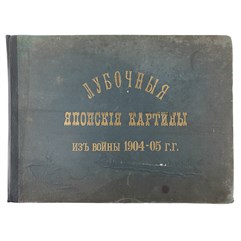 ЛУБОЧНЫЯ
ЯПОНСКІЯ КАРТИНЫ
ИЗЪ ВОЙНЫ 1904-05 Г.Г.